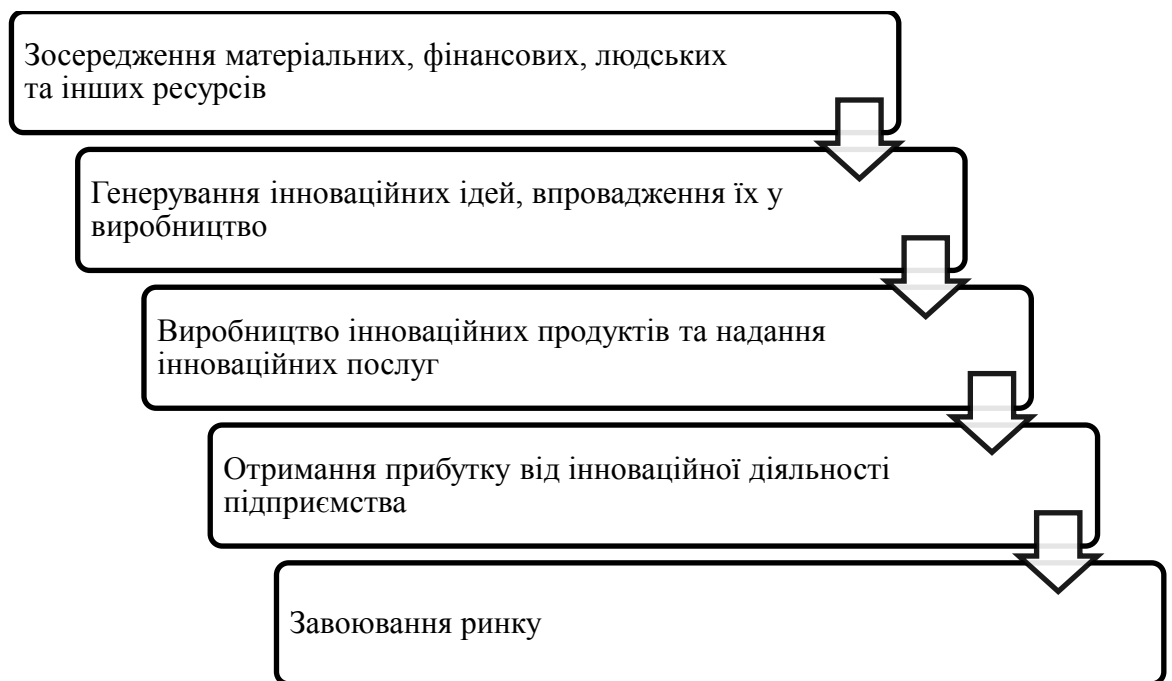 Зосередження матеріальних, фінансових, людських
та інших ресурсів
Генерування інноваційних ідей, впровадження їх у
виробництво
Виробництво інноваційних продуктів та надання
інноваційних послуг
Отримання прибутку від інноваційної діяльності
підприємства
Завоювання ринку